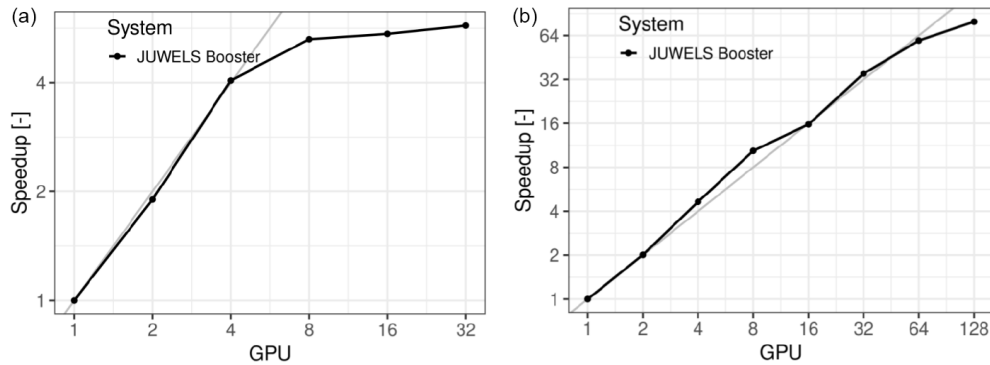 (a)
System
JUWELS Booster
Speedup [-]
4
2
1
1 2 4 8 16 32
GPU
(b)
System
JUWELS Booster
Speedup [-]
64
32
16
8
4
2
1
1 2 4 8 16 32 64 128
GPU